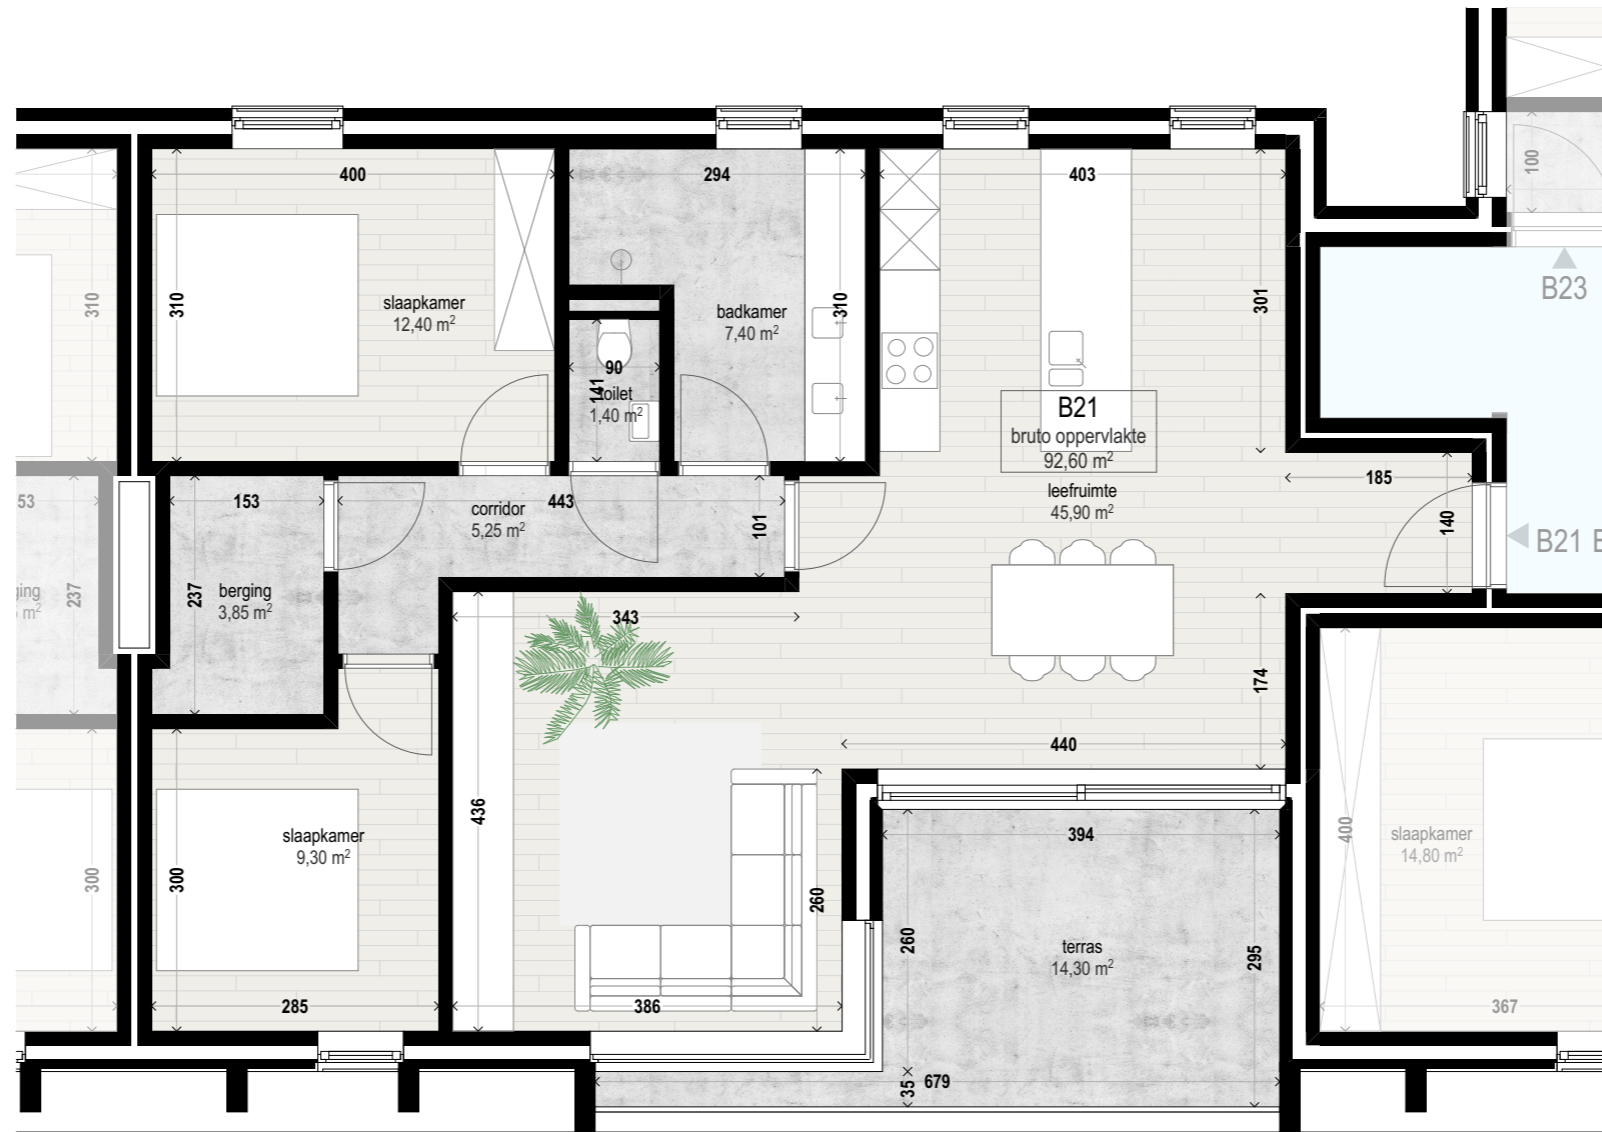 100
400
294
403
310
310
slaapkamer
12,40 m²
badkamer
7,40 m²
310
301
B23
90
141
toilet
1,40 m²
B21
bruto oppervlakte
92,60 m²
leefruimte
45,90 m²
185
53
153
443
corridor
5,25 m²
101
140
B21
237
237
berging
3,85 m²
343
174
440
436
slaapkamer
9,30 m²
300
300
394
400
slaapkamer
14,80 m²
260
260
terras
14,30 m²
295
285
386
367
35
679